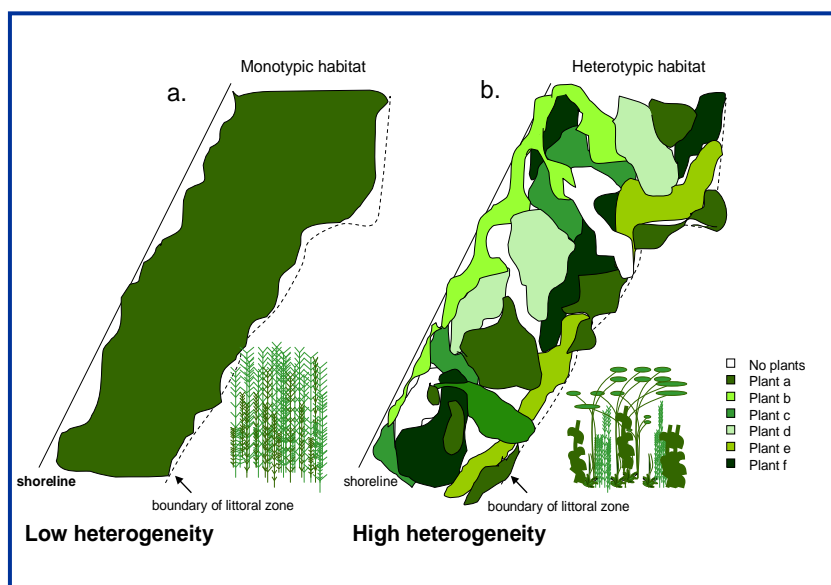 Monotypic habitat
a.
shoreline
boundary of littoral zone
Low heterogeneity
Heterotypic habitat
b.
shoreline
boundary of littoral zone
High heterogeneity
No plants
Plant a
Plant b
Plant c
Plant d
Plant e
Plant f